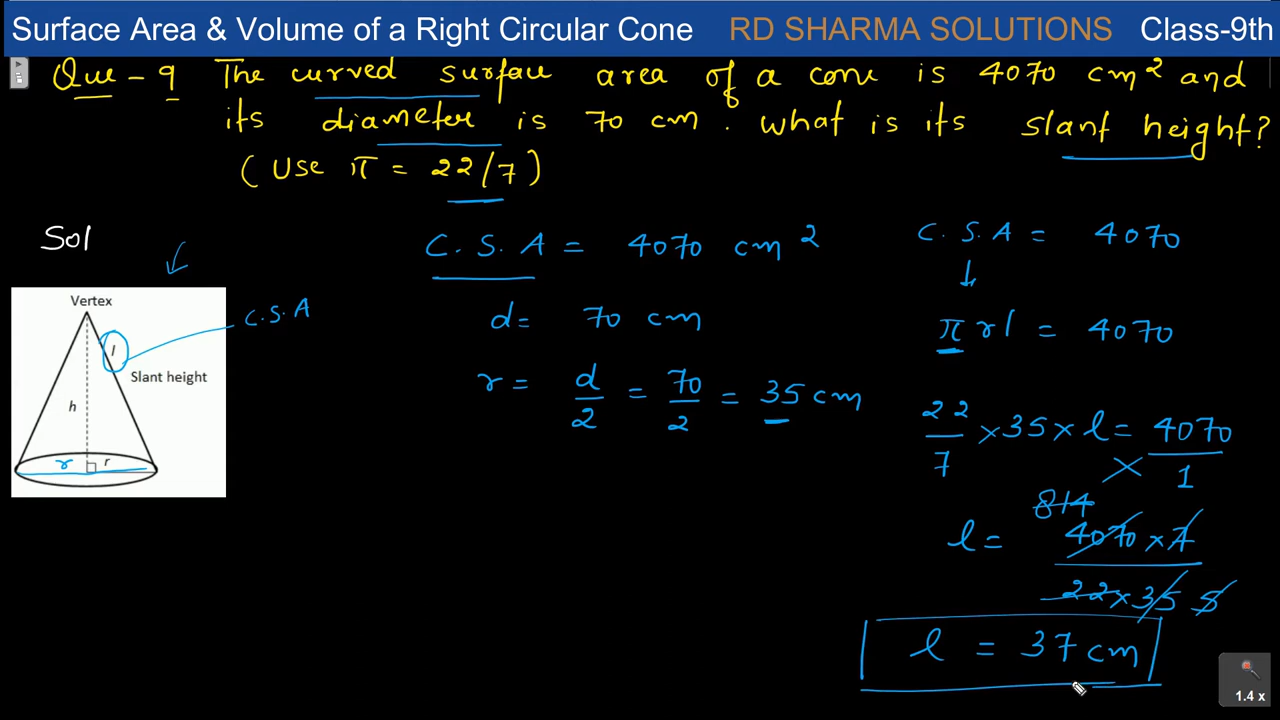 Surface Area & Volume of a Right Circular Cone RD SHARMA SOLUTIONS Class-9th
Que - 9 The curved surface area of a cone is 4070 cm² and
its diameter is 70 cm. what is its slant height?
(Use π = 22/7)
Sol
Vertex
l
Slant height
h
r
r
C.S.A
C.S.A = 4070 cm²
d = 70 cm
r = d/2 = 70/2 = 35 cm
C.S.A = 4070
πrl = 4070
22/7 × 35 × l = 4070/1
814
l = 4070 × 7
22 × 35 5
l = 37 cm
1.4 x